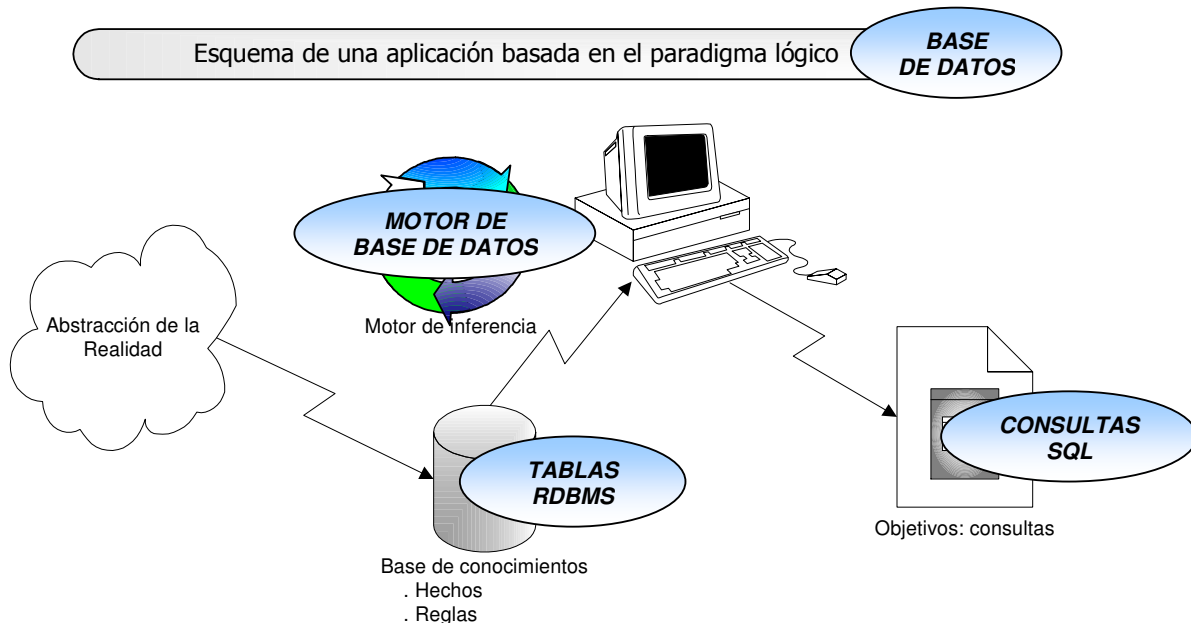 Esquema de una aplicación basada en el paradigma lógico
BASE
DE DATOS
MOTOR DE
BASE DE DATOS
Motor de inferencia
Abstracción de la
Realidad
TABLAS
RDBMS
CONSULTAS
SQL
Objetivos: consultas
Base de conocimientos
. Hechos
. Reglas